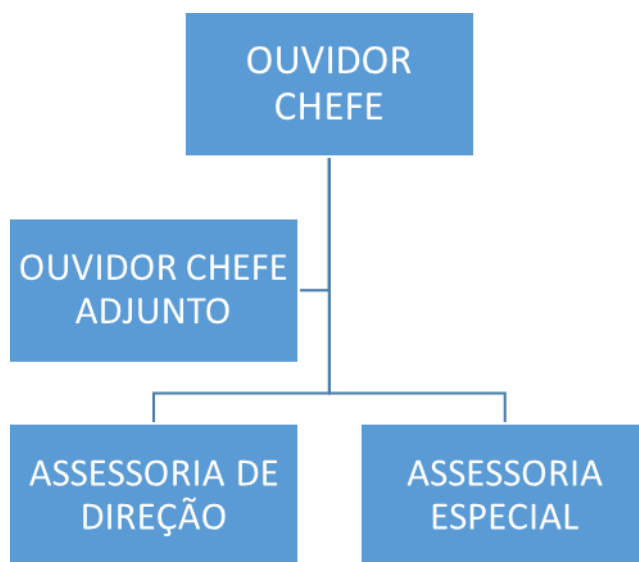 OUVIDOR
CHEFE
OUVIDOR CHEFE
ADJUNTO
ASSESSORIA DE
DIREÇÃO
ASSESSORIA
ESPECIAL